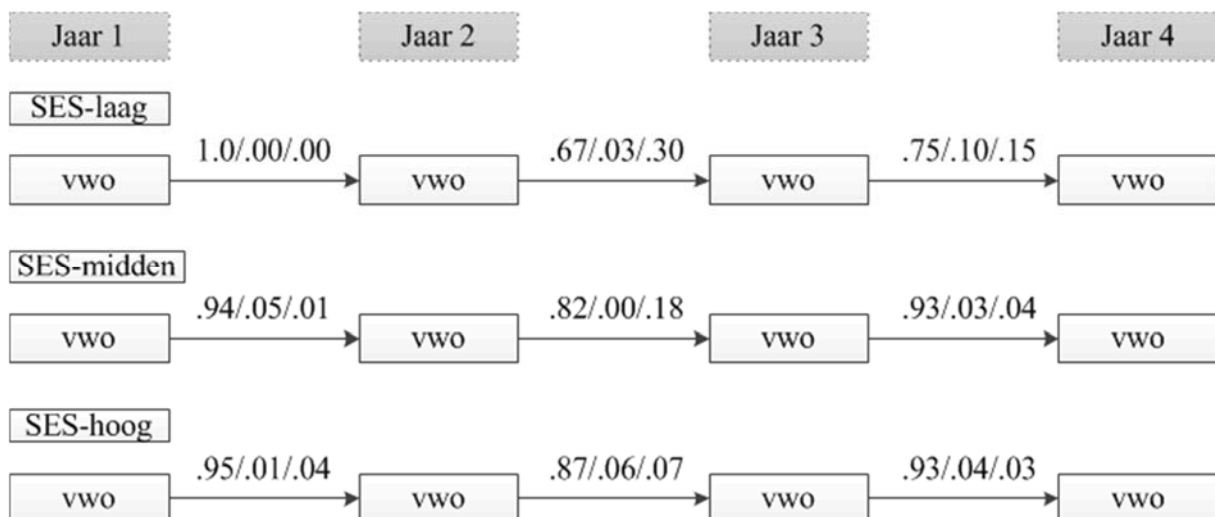 Jaar 1 Jaar 2 Jaar 3 Jaar 4
SES-laag
1.0/.00/.00 .67/.03/.30 .75/.10/.15
vwo vwo vwo vwo
SES-midden
.94/.05/.01 .82/.00/.18 .93/.03/.04
vwo vwo vwo vwo
SES-hoog
.95/.01/.04 .87/.06/.07 .93/.04/.03
vwo vwo vwo vwo